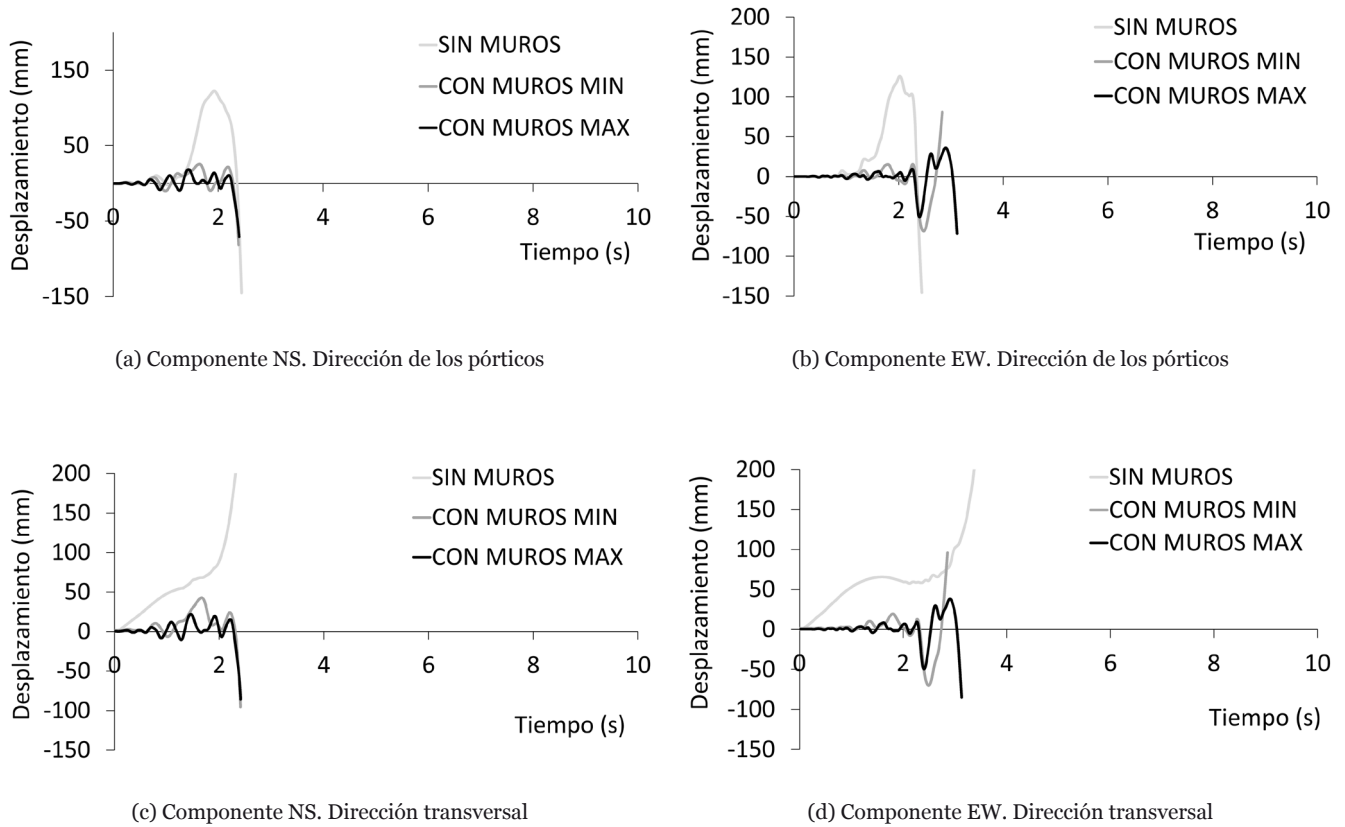 Desplazamiento (mm)
150
50
-50
-150
0
2
4
6
8
10
Tiempo (s)
SIN MUROS
CON MUROS MIN
CON MUROS MAX
(a) Componente NS. Dirección de los pórticos
Desplazamiento (mm)
200
150
100
50
0
-50
-100
-150
0
2
4
6
8
10
Tiempo (s)
SIN MUROS
CON MUROS MIN
CON MUROS MAX
(b) Componente EW. Dirección de los pórticos
Desplazamiento (mm)
200
150
100
50
0
-50
-100
-150
0
2
4
6
8
10
Tiempo (s)
SIN MUROS
CON MUROS MIN
CON MUROS MAX
(c) Componente NS. Dirección transversal
Desplazamiento (mm)
200
150
100
50
0
-50
-100
-150
0
2
4
6
8
10
Tiempo (s)
SIN MUROS
CON MUROS MIN
CON MUROS MAX
(d) Componente EW. Dirección transversal